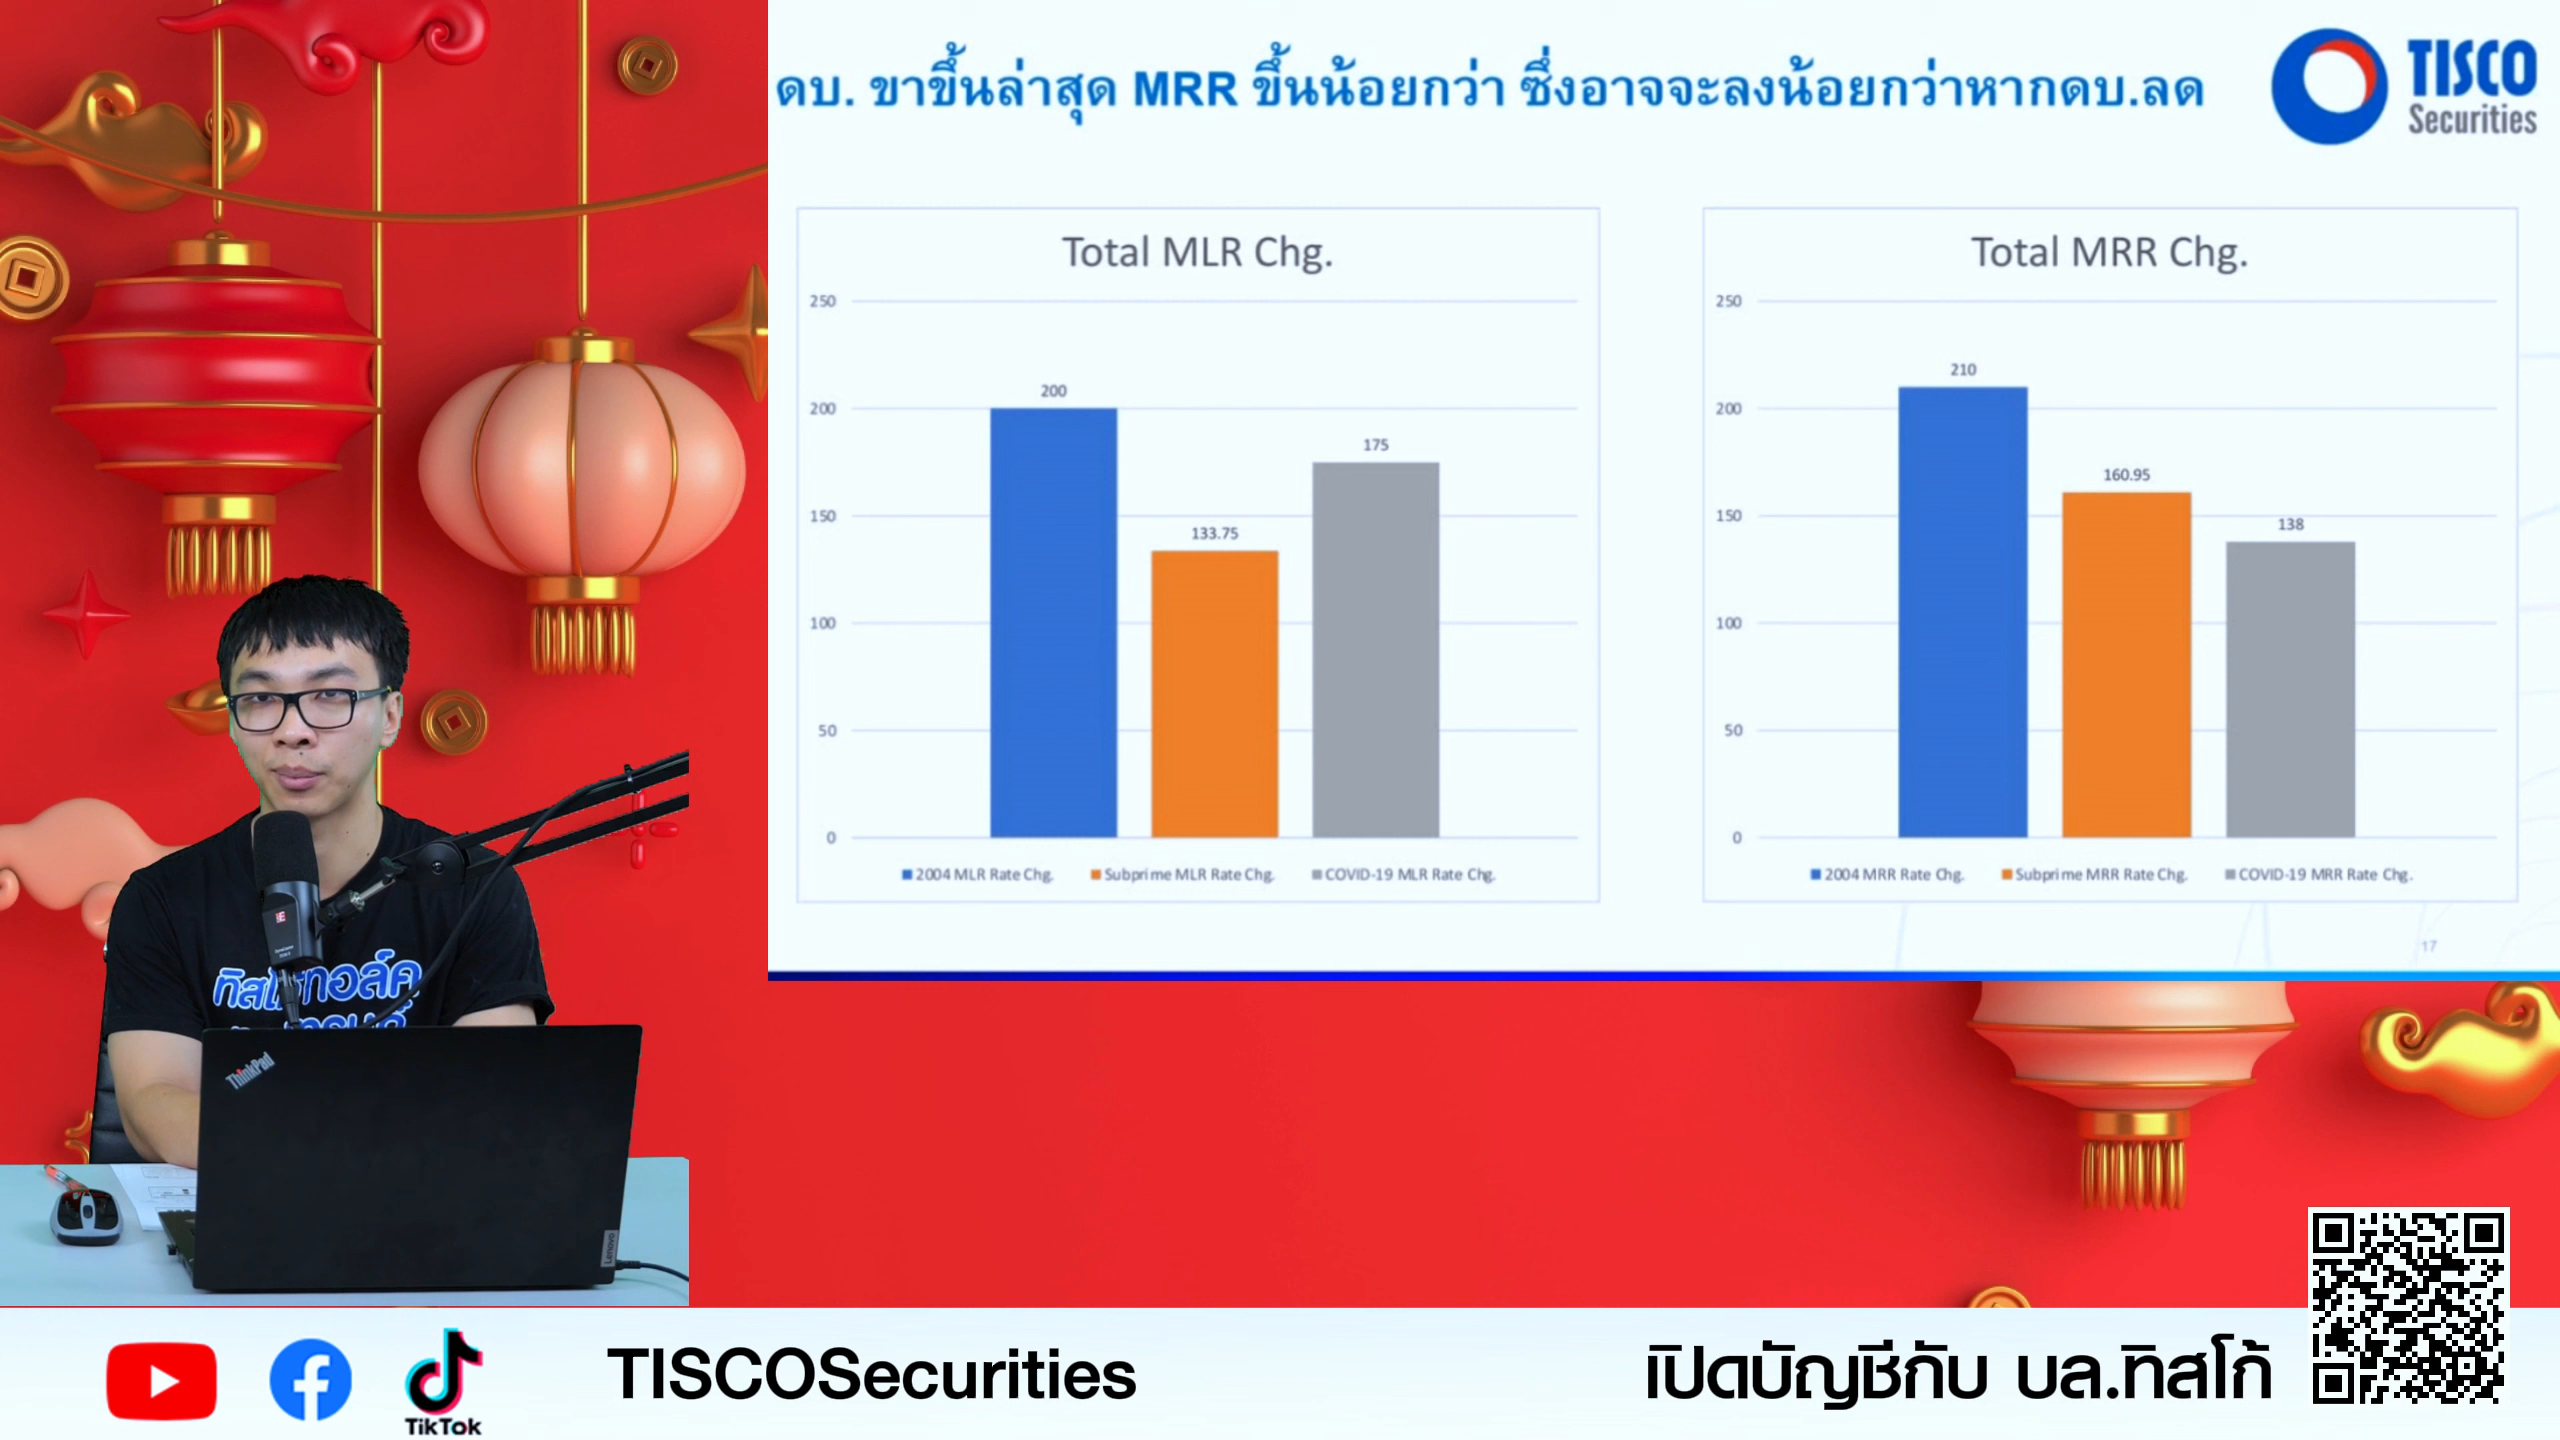 ดบ. ขาขึ้นล่าสุด MRR ขึ้นน้อยกว่า ซึ่งอาจจะลงน้อยกว่าหากดบ.ลด
TISCO
Securities
Total MLR Chg.
250
200
150
100
50
0
200
133.75
175
2004 MLR Rate Chg.
Subprime MLR Rate Chg.
COVID-19 MLR Rate Chg.
Total MRR Chg.
250
200
150
100
50
0
210
160.95
138
2004 MRR Rate Chg.
Subprime MRR Rate Chg.
COVID-19 MRR Rate Chg.
17
ThinkPad
Lenovo
TikTok
TISCOSecurities
เปิดบัญชีกับ บล.ทิสโก้